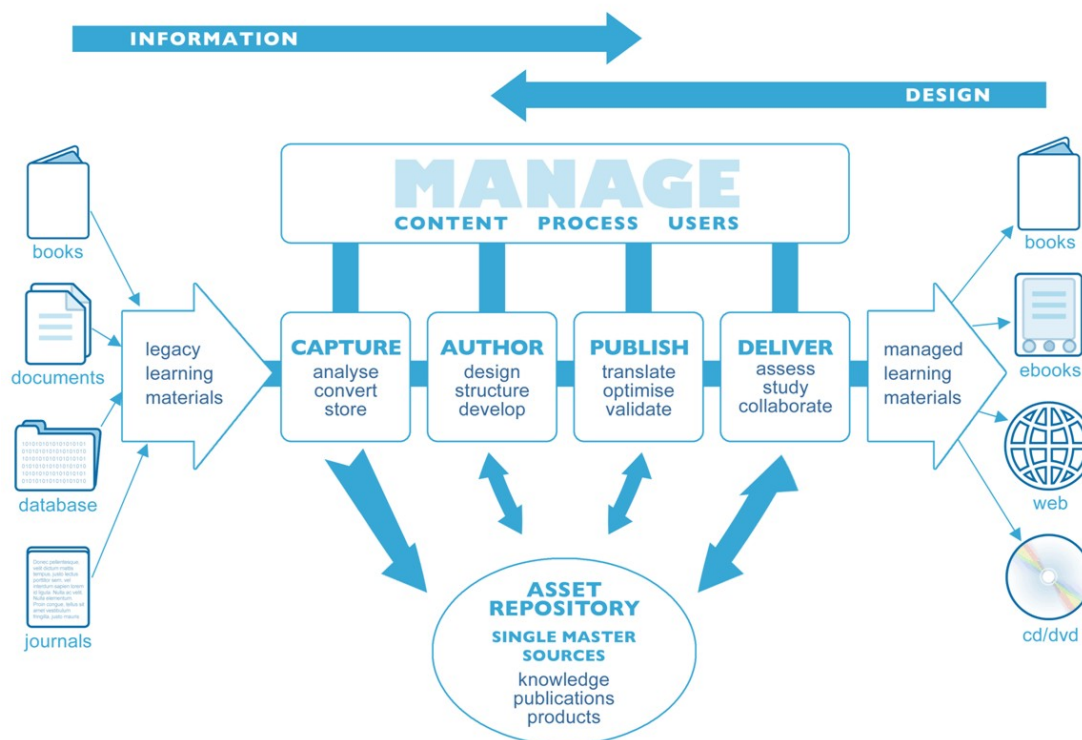 INFORMATION
DESIGN
MANAGE
CONTENT PROCESS USERS
books
documents
1010101010101010101
0101010101010101010
database
journals
legacy
learning
materials
CAPTURE
analyse
convert
store
AUTHOR
design
structure
develop
PUBLISH
translate
optimise
validate
DELIVER
assess
study
collaborate
managed
learning
materials
books
ebooks
web
cd/dvd
ASSET
REPOSITORY
SINGLE MASTER
SOURCES
knowledge
publications
products